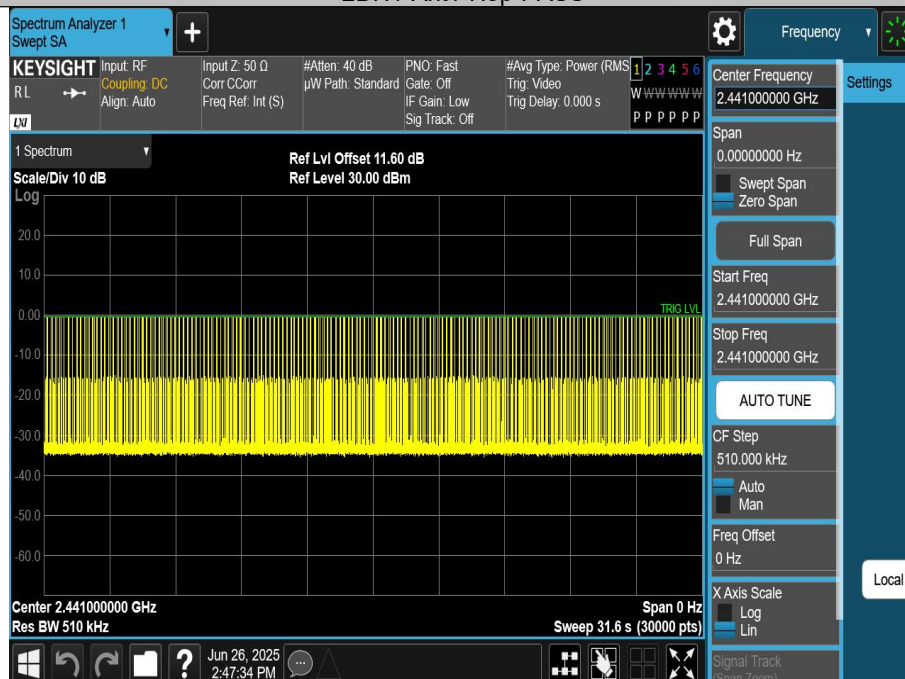 Spectrum Analyzer 1
Swept SA
Frequency
KEYSIGHT
RL
LXI
Input: RF
Coupling: DC
Align: Auto
Input Z: 50 Ω
Corr CCorr
Freq Ref: Int (S)
#Atten: 40 dB
µW Path: Standard
PNO: Fast
Gate: Off
IF Gain: Low
Sig Track: Off
#Avg Type: Power (RMS
Trig: Video
Trig Delay: 0.000 s
1 2 3 4 5 6
W W W W W W
P P P P P P
Center Frequency
2.441000000 GHz
Settings
Span
0.00000000 Hz
Swept Span
Zero Span
Full Span
Start Freq
2.441000000 GHz
Stop Freq
2.441000000 GHz
AUTO TUNE
CF Step
510.000 kHz
Auto
Man
Freq Offset
0 Hz
Local
X Axis Scale
Log
Lin
Signal Track
(Span Zoom)
1 Spectrum
Scale/Div 10 dB
Ref Lvl Offset 11.60 dB
Ref Level 30.00 dBm
Log
20.0
10.0
0.00
TRIG LVL
-10.0
-20.0
-30.0
-40.0
-50.0
-60.0
Center 2.441000000 GHz
Span 0 Hz
Res BW 510 kHz
Sweep 31.6 s (30000 pts)
Jun 26, 2025
2:47:34 PM